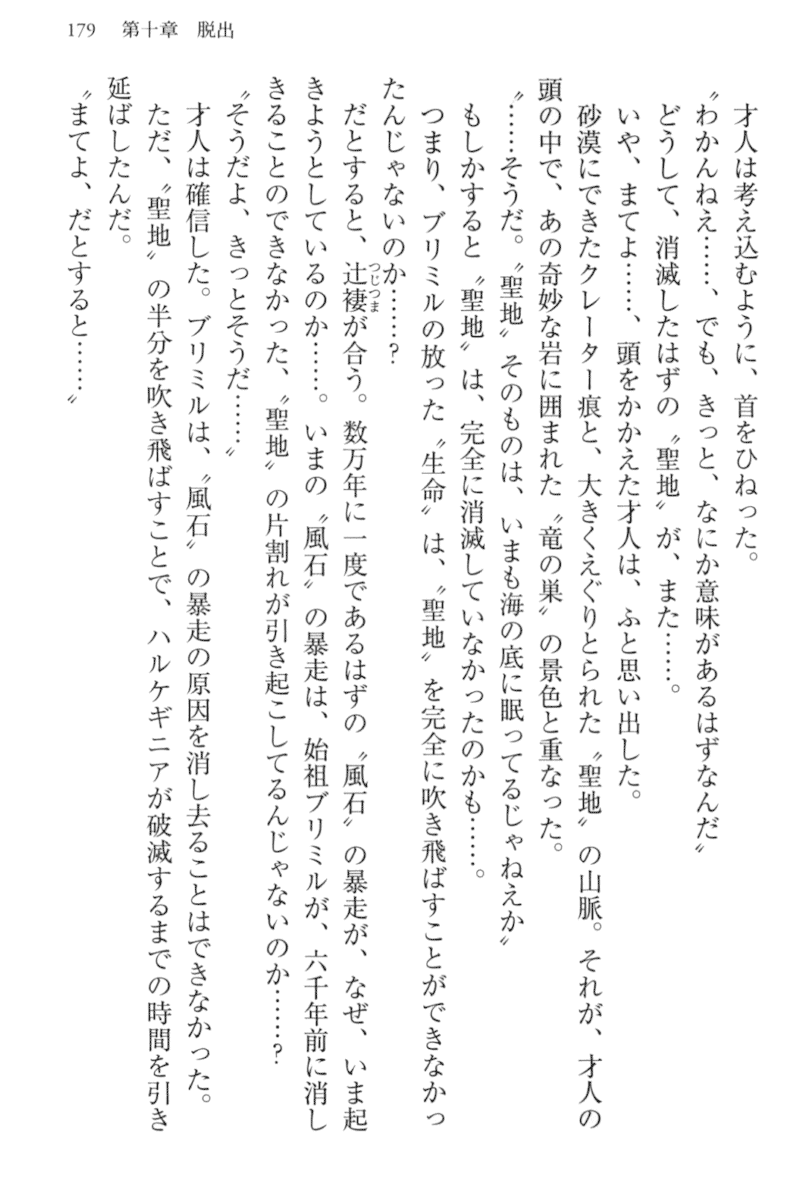 179　第十章　脱出
　才人は考え込むように、首をひねった。
〝わかんねえ……、でも、きっと、なにか意味があるはずなんだ〟
　どうして、消滅したはずの〝聖地〟が、また……。
　いや、まてよ……、頭をかかえた才人は、ふと思い出した。
　砂漠にできたクレーター痕と、大きくえぐりとられた〝聖地〟の山脈。それが、才人の
頭の中で、あの奇妙な岩に囲まれた〝竜の巣〟の景色と重なった。
〝……そうだ。〝聖地〟そのものは、いまも海の底に眠ってるじゃねえか〟
　もしかすると〝聖地〟は、完全に消滅していなかったのかも……。
　つまり、ブリミルの放った〝生命〟は、〝聖地〟を完全に吹き飛ばすことができなかっ
たんじゃないのか……？
　だとすると、辻褄が合う。数万年に一度であるはずの〝風石〟の暴走が、なぜ、いま起
つじつま
きようとしているのか……。いまの〝風石〟の暴走は、始祖ブリミルが、六千年前に消し
きることのできなかった、〝聖地〟の片割れが引き起こしてるんじゃないのか……？
〝そうだよ、きっとそうだ……〟
　才人は確信した。ブリミルは、〝風石〟の暴走の原因を消し去ることはできなかった。
　ただ、〝聖地〟の半分を吹き飛ばすことで、ハルケギニアが破滅するまでの時間を引き
延ばしたんだ。
〝まてよ、だとすると……〟